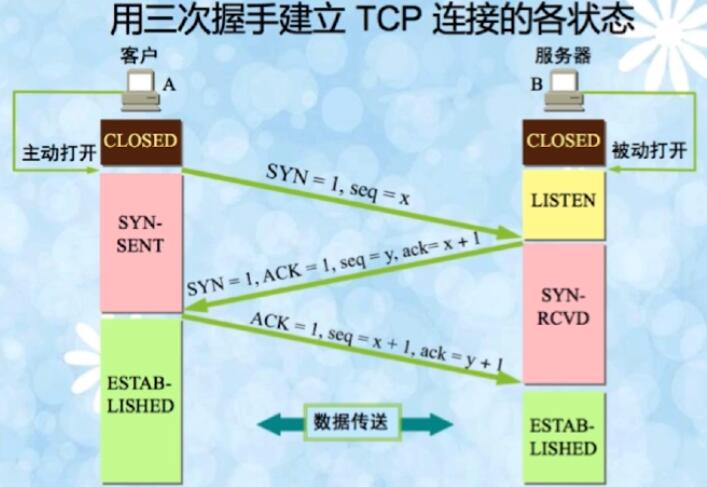 用三次握手建立 TCP 连接的各状态
客户
服务器
A
B
CLOSED
CLOSED
主动打开
被动打开
SYN = 1, seq = x
LISTEN
SYN-
SENT
SYN = 1, ACK = 1, seq = y, ack= x + 1
SYN-
RCVD
ACK = 1, seq = x + 1, ack = y + 1
ESTAB-
LISHED
数据传送
ESTAB-
LISHED